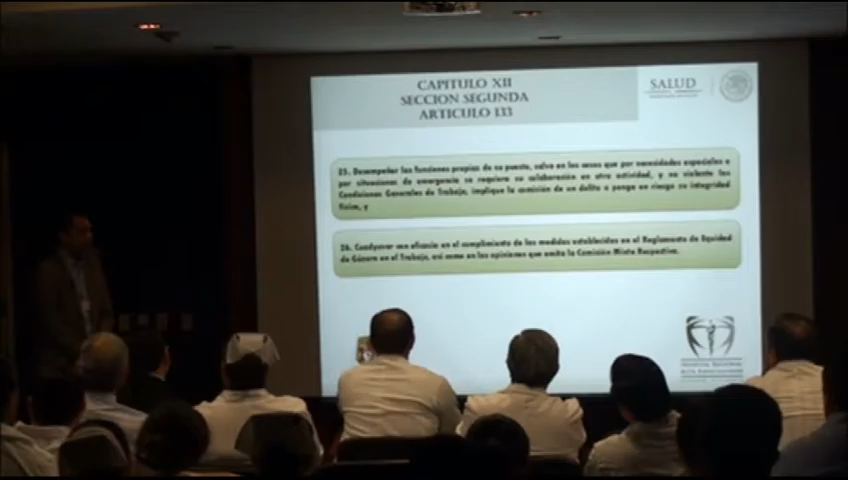 CAPITULO XII
SECCION SEGUNDA
ARTICULO 133
SALUD
25. Desempeñar las funciones propias de su puesto, salvo en los casos que por necesidades especiales o
por situaciones de emergencia se requiera su colaboración en otra actividad, y no violente las
Condiciones Generales de Trabajo, implique la comisión de un delito o ponga en riesgo su integridad
física, y
26. Coadyuvar con eficacia en el cumplimiento de las medidas establecidas en el Reglamento de Equidad
de Género en el Trabajo, así como en las opiniones que emita la Comisión Mixta Respectiva.
Hospital Regional
Alta Especialidad